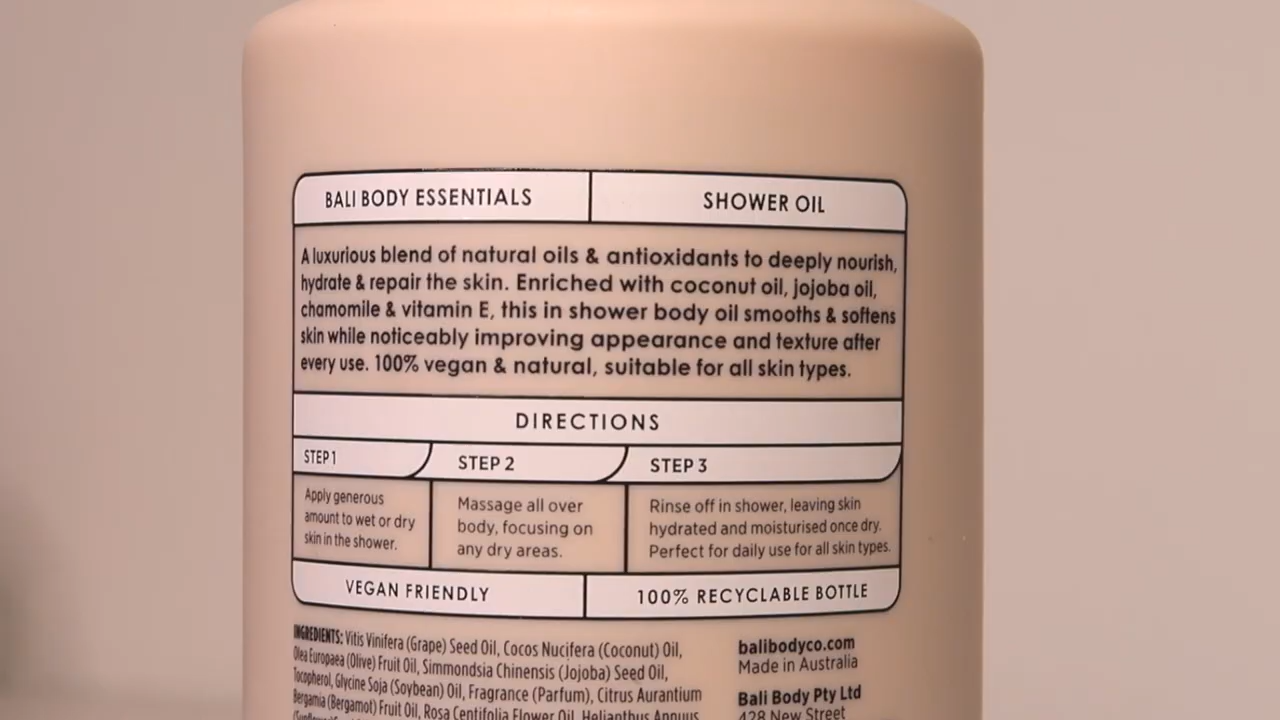 BALI BODY ESSENTIALS
SHOWER OIL
A luxurious blend of natural oils & antioxidants to deeply nourish,
hydrate & repair the skin. Enriched with coconut oil, jojoba oil,
chamomile & vitamin E, this in shower body oil smooths & softens
skin while noticeably improving appearance and texture after
every use. 100% vegan & natural, suitable for all skin types.
DIRECTIONS
STEP 1
Apply generous
amount to wet or dry
skin in the shower.
STEP 2
Massage all over
body, focusing on
any dry areas.
STEP 3
Rinse off in shower, leaving skin
hydrated and moisturised once dry.
Perfect for daily use for all skin types.
VEGAN FRIENDLY
100% RECYCLABLE BOTTLE
INGREDIENTS: Vitis Vinifera (Grape) Seed Oil, Cocos Nucifera (Coconut) Oil,
Olea Europaea (Olive) Fruit Oil, Simmondsia Chinensis (Jojoba) Seed Oil,
Tocopherol, Glycine Soja (Soybean) Oil, Fragrance (Parfum), Citrus Aurantium
Bergamia (Bergamot) Fruit Oil, Rosa Centifolia Flower Oil, Helianthus Annuus
balibodyco.com
Made in Australia
Bali Body Pty Ltd
428 New Street